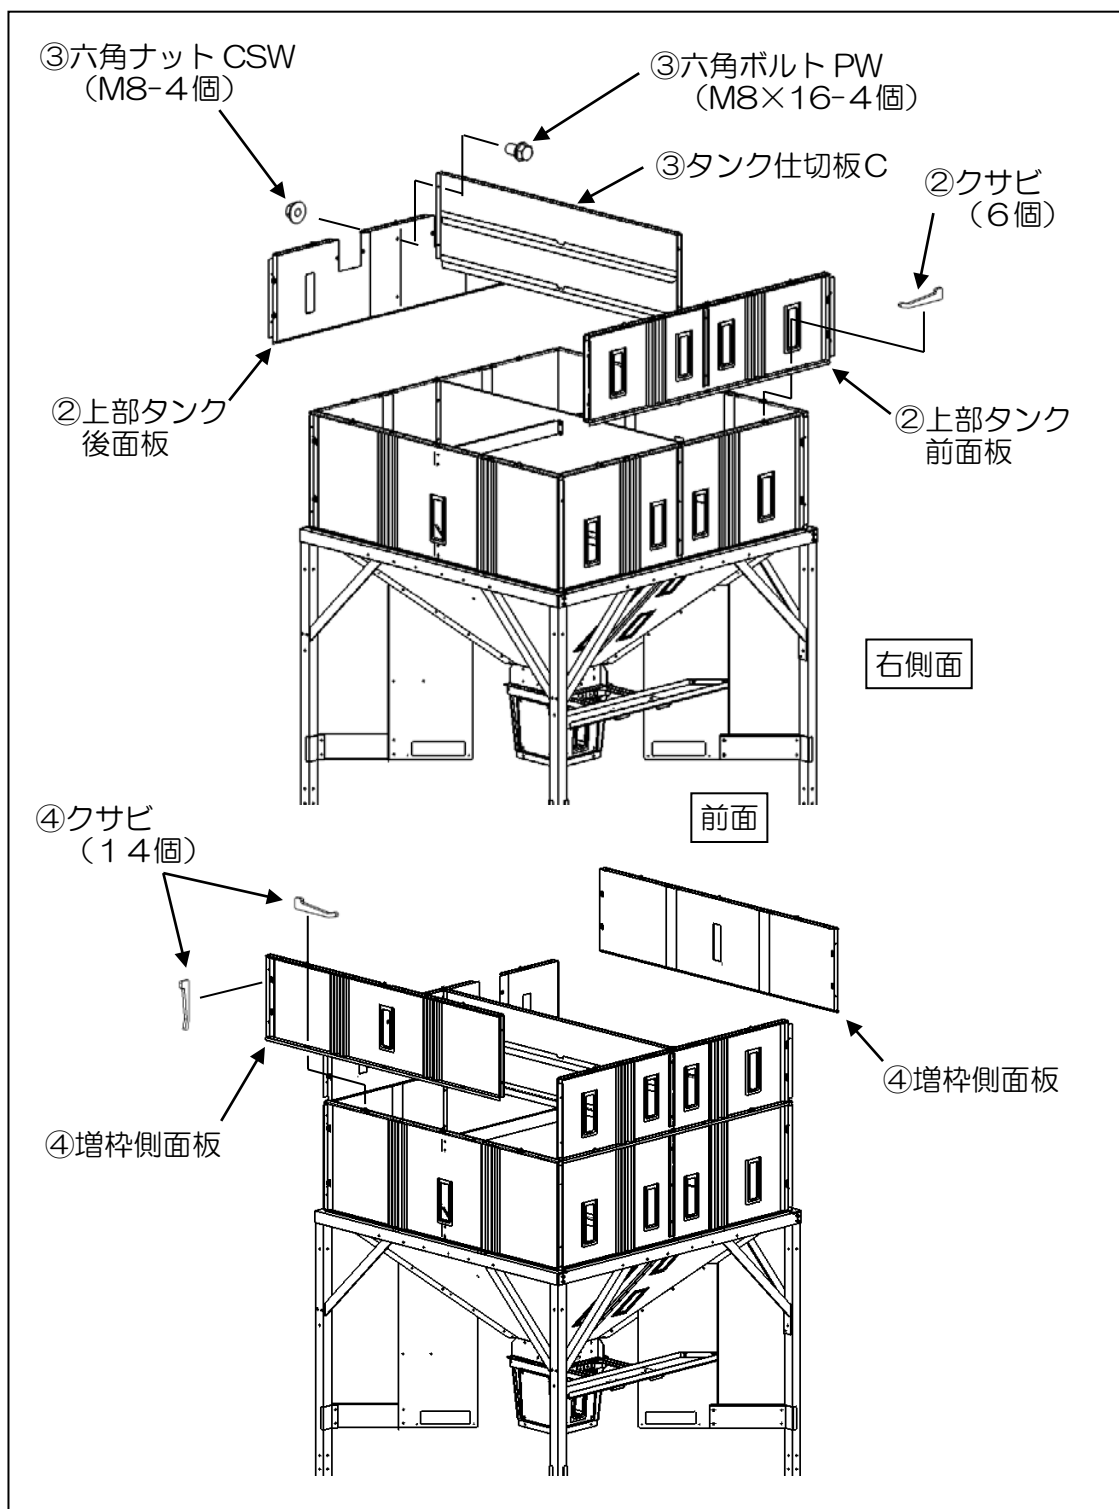 ③六角ナット CSW
（M8-4個）
③六角ボルト PW
（M8×16-4個）
③タンク仕切板C
②クサビ
（6個）
②上部タンク
後面板
②上部タンク
前面板
右側面
前面
④クサビ
（14個）
④増枠側面板
④増枠側面板